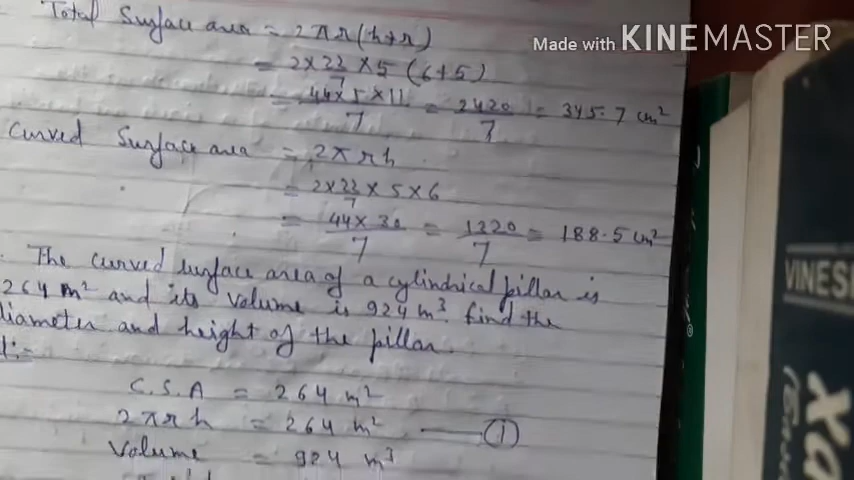 Made with KINEMASTER
Total Surface area = 2πr(h+r)
= 2×22/7 ×5 (6+5)
= 44×5×11/7 = 2420/7 = 345.7 cm²
Curved Surface area = 2πrh
= 2×22/7 ×5×6
= 44×30/7 = 1320/7 = 188.5 cm²
The curved surface area of a cylindrical pillar is
264 m² and its volume is 924 m³. find the
diameter and height of the pillar.
C.S.A = 264 m²
2πrh = 264 m² —— ①
Volume = 924 m³
VINESH
Xa